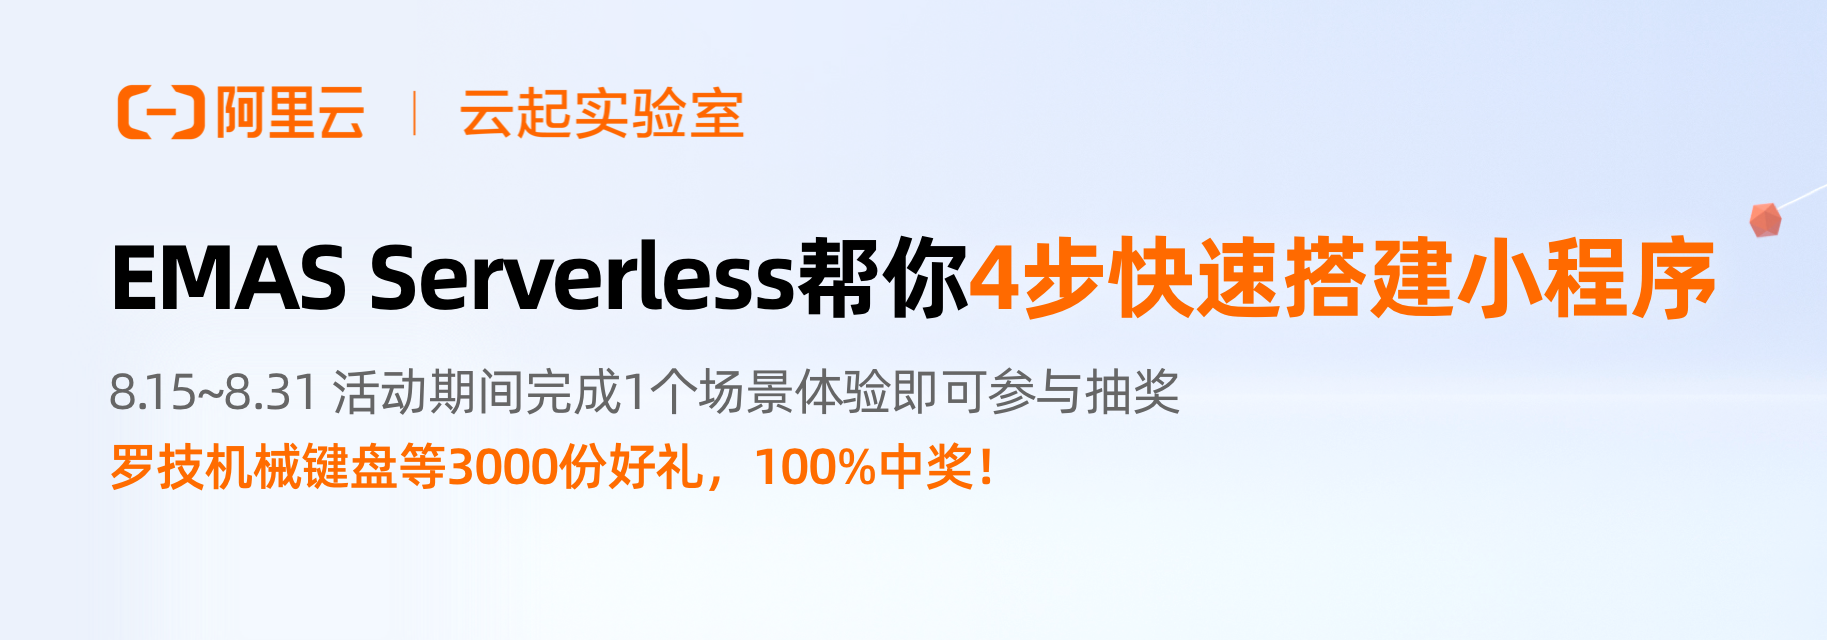 阿里云 | 云起实验室
EMAS Serverless帮你4步快速搭建小程序
8.15~8.31 活动期间完成1个场景体验即可参与抽奖
罗技机械键盘等3000份好礼，100%中奖！